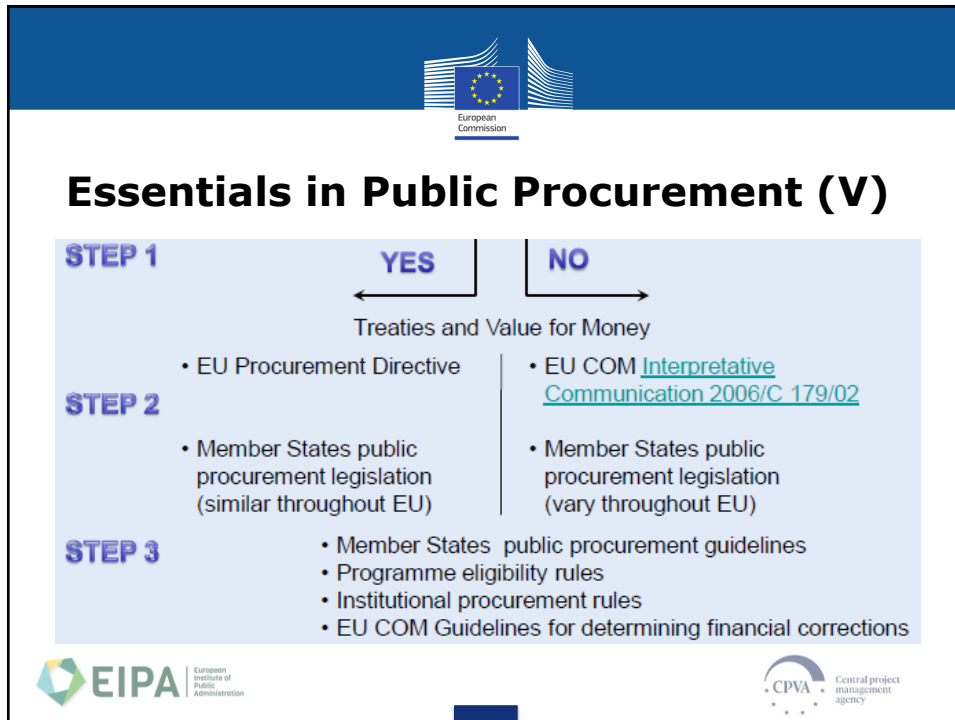 European
Commission
Essentials in Public Procurement (V)
STEP 1
YES
NO
Treaties and Value for Money
• EU Procurement Directive
• EU COM Interpretative
Communication 2006/C 179/02
STEP 2
• Member States public
procurement legislation
(similar throughout EU)
• Member States public
procurement legislation
(vary throughout EU)
STEP 3
• Member States public procurement guidelines
• Programme eligibility rules
• Institutional procurement rules
• EU COM Guidelines for determining financial corrections
EIPA
European
Institute of
Public
Administration
CPVA
Central project
management
agency